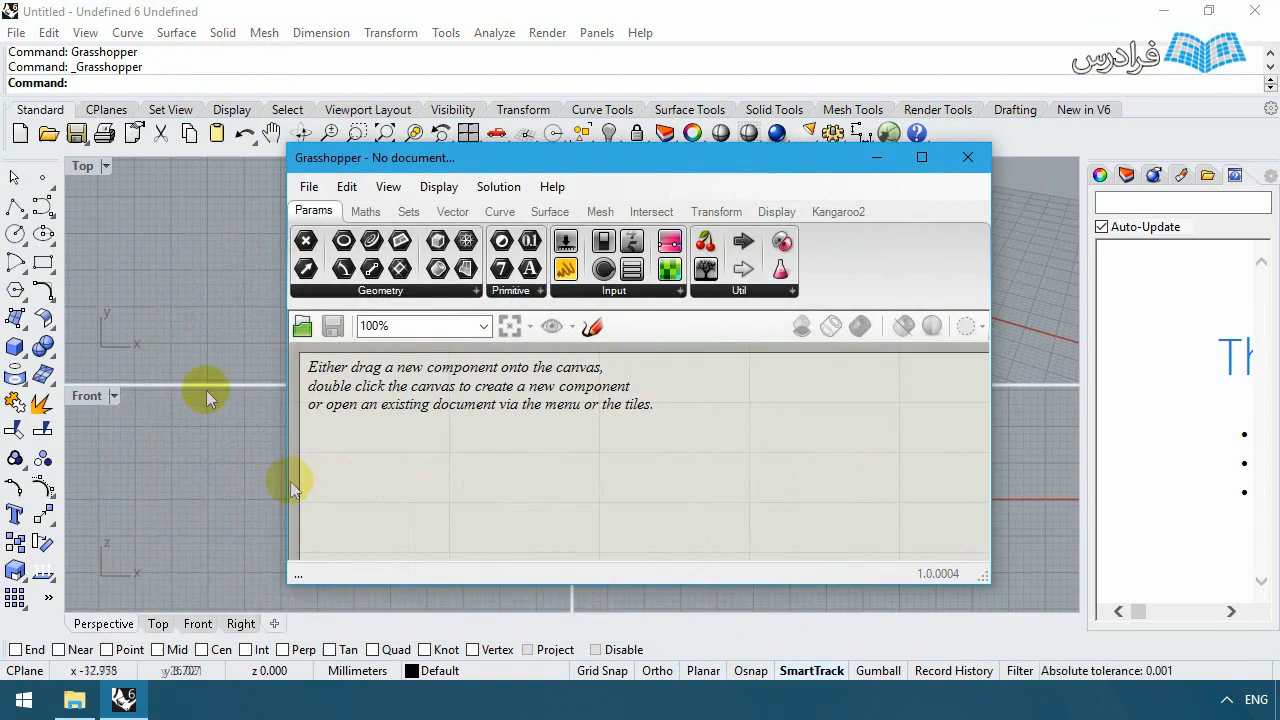 Untitled - Undefined 6 Undefined
File Edit View Curve Surface Solid Mesh Dimension Transform Tools Analyze Render Panels Help
Command: Grasshopper
Command: _Grasshopper
Command:
فرادرس
Standard CPlanes Set View Display Select Viewport Layout Visibility Transform Curve Tools Surface Tools Solid Tools Mesh Tools Render Tools Drafting New in V6
Top
Grasshopper - No document...
File Edit View Display Solution Help
Params Maths Sets Vector Curve Surface Mesh Intersect Transform Display Kangaroo2
Geometry Primitive Input Util
100%
Either drag a new component onto the canvas,
double click the canvas to create a new component
or open an existing document via the menu or the tiles.
... 1.0.0004
Auto-Update
Th
y
x
Front
z
x
Perspective Top Front Right
End Near Point Mid Cen Int Perp Tan Quad Knot Vertex Project Disable
CPlane z 0.000 Millimeters Default Grid Snap Ortho Planar Osnap SmartTrack Gumball Record History Filter Absolute tolerance: 0.001
6 ENG